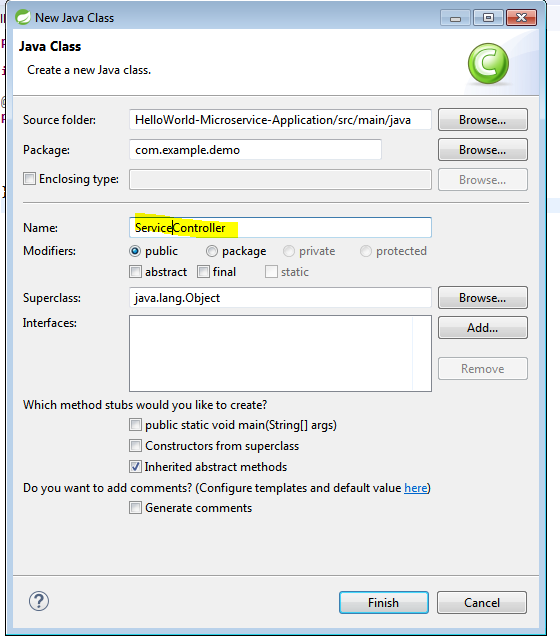 New Java Class
Java Class
Create a new Java class.
C
Source folder: HelloWorld-Microservice-Application/src/main/java Browse...
Package: com.example.demo Browse...
Enclosing type: Browse...
Name: ServiceController
Modifiers: public package private protected
abstract final static
Superclass: java.lang.Object Browse...
Interfaces: Add...
Remove
Which method stubs would you like to create?
public static void main(String[] args)
Constructors from superclass
Inherited abstract methods
Do you want to add comments? (Configure templates and default value here)
Generate comments
? Finish Cancel